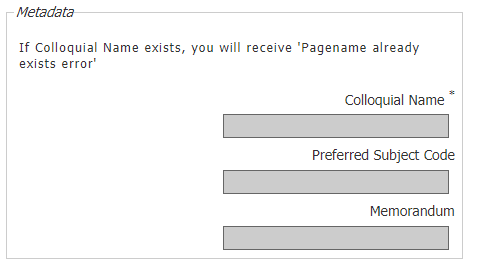 Metadata
If Colloquial Name exists, you will receive 'Pagename already
exists error'
Colloquial Name *
Preferred Subject Code
Memorandum